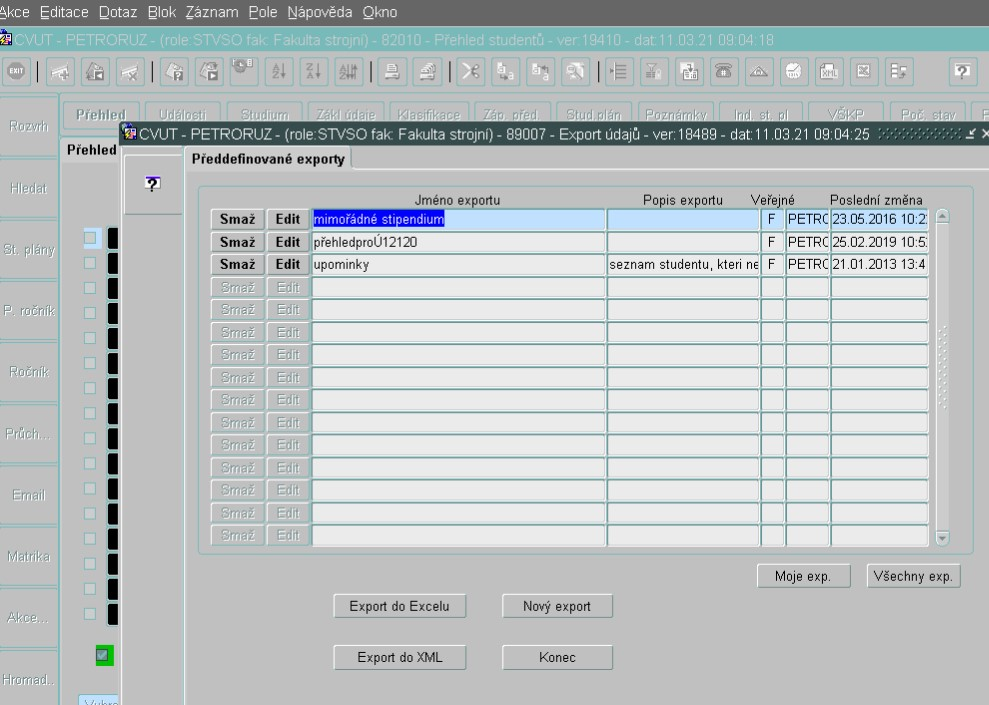 Akce Editace Dotaz Blok Záznam Pole Nápověda Okno
CVUT - PETRORUZ - (role STVSO fak: Fakulta strojní) - 82010 - Přehled studentů - ver:19410 - dat:11.03.21 09:04:18
EXIT
XML
Rozvrh
Hledat
St. plány
P. ročník
Ročník
Průch...
Email
Matrika
Akce...
Hromad..
Přehled Události Studium Zákl údaje Klasifikace Záp. před. Stud.plán Poznámky Ind. st. pl VŠKP Poč. stav
Přehled
CVUT - PETRORUZ - (role:STVSO fak: Fakulta strojní) - 89007 - Export údajů - ver:18489 - dat:11.03.21 09:04:25
Předdefinované exporty
Jméno exportu Popis exportu Veřejné Poslední změna
Smaž Edit mimořádné stipendium F PETRO 23.05.2016 10:2
Smaž Edit přehledproÚ12120 F PETRO 25.02.2019 10:5
Smaž Edit upominky seznam studentu, kteri ne F PETRO 21.01.2013 13:4
Smaž Edit
Smaž Edit
Smaž Edit
Smaž Edit
Smaž Edit
Smaž Edit
Smaž Edit
Smaž Edit
Smaž Edit
Smaž Edit
Smaž Edit
Smaž Edit
Moje exp. Všechny exp.
Export do Excelu Nový export
Export do XML Konec